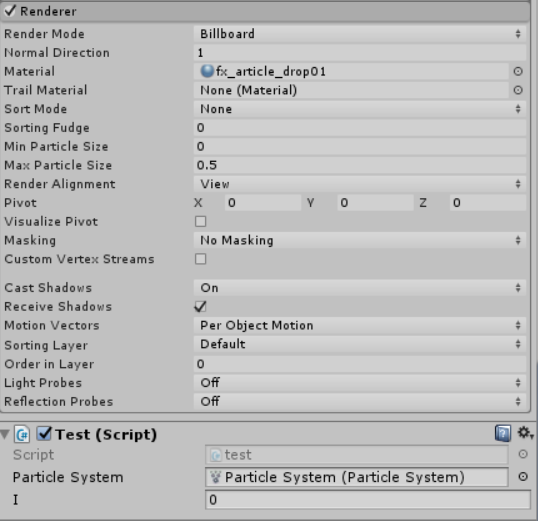 Renderer
Render Mode Billboard
Normal Direction 1
Material fx_article_drop01
Trail Material None (Material)
Sort Mode None
Sorting Fudge 0
Min Particle Size 0
Max Particle Size 0.5
Render Alignment View
Pivot X 0 Y 0 Z 0
Visualize Pivot
Masking No Masking
Custom Vertex Streams
Cast Shadows On
Receive Shadows
Motion Vectors Per Object Motion
Sorting Layer Default
Order in Layer 0
Light Probes Off
Reflection Probes Off
Test (Script)
Script test
Particle System Particle System (Particle System)
I 0